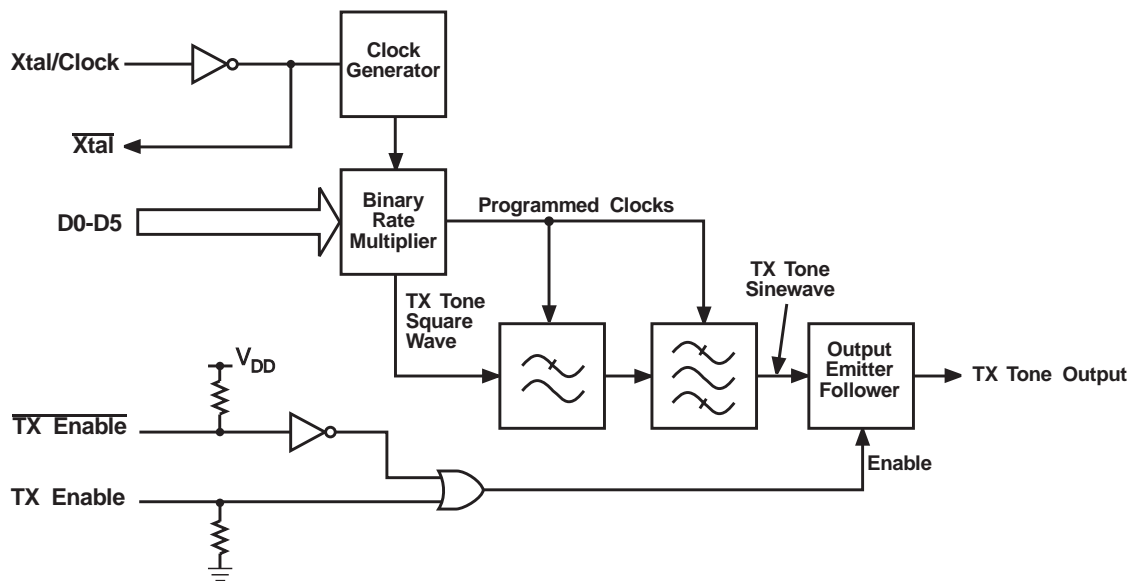 Xtal/Clock
Clock
Generator
Xtal
D0-D5
Binary
Rate
Multiplier
Programmed Clocks
TX Tone
Square
Wave
TX Tone
Sinewave
Output
Emitter
Follower
TX Tone Output
VDD
TX Enable
Enable
TX Enable